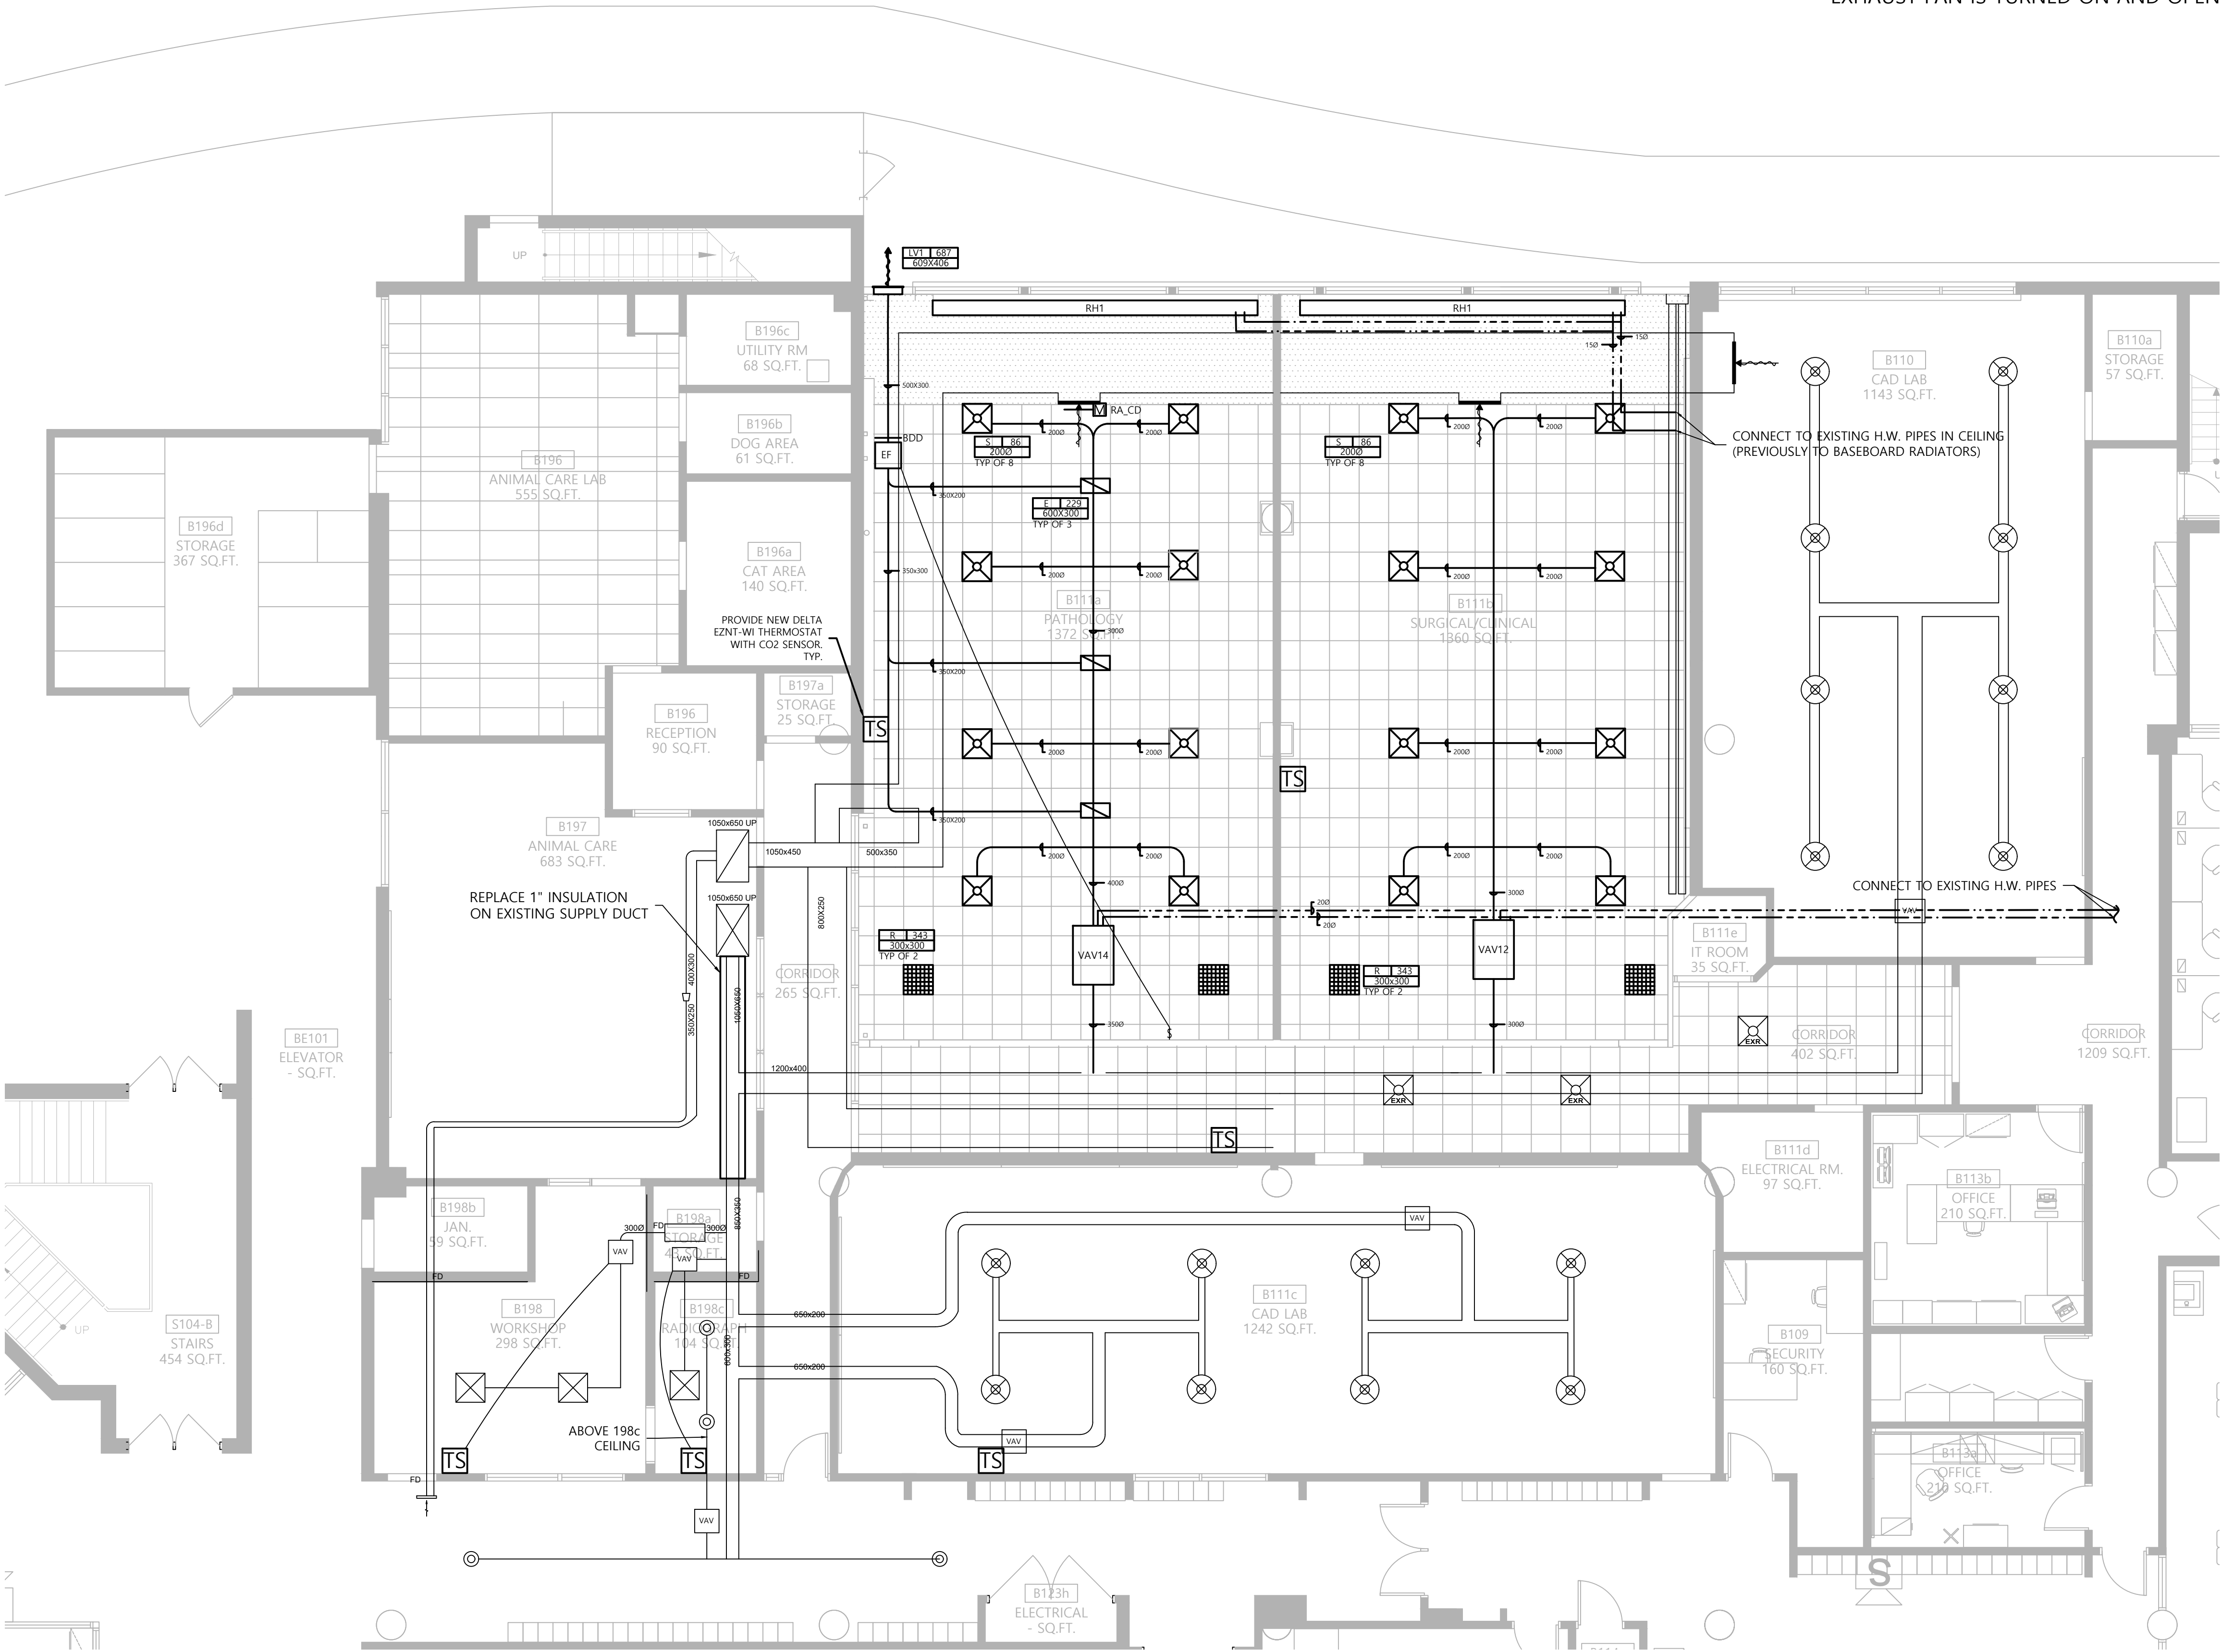 EXHAUST FAN IS TURNED ON AND OPEN
UP
LV1 687
609X406
RH1
RH1
B196c
UTILITY RM
68 SQ.FT.
15Ø
15Ø
B110
CAD LAB
1143 SQ.FT.
B110a
STORAGE
57 SQ.FT.
500X300
M
RA_CD
B196b
DOG AREA
61 SQ.FT.
BDD
EF
200Ø
200Ø
200Ø
200Ø
S 86
200Ø
TYP OF 8
S 86
200Ø
TYP OF 8
CONNECT TO EXISTING H.W. PIPES IN CEILING
(PREVIOUSLY TO BASEBOARD RADIATORS)
B196
ANIMAL CARE LAB
555 SQ.FT.
350X200
E 229
600X300
TYP OF 3
B196d
STORAGE
367 SQ.FT.
B196a
CAT AREA
140 SQ.FT.
350x300
200Ø
200Ø
200Ø
200Ø
B111a
PATHOLOGY
1372 SQ.FT.
300Ø
B111b
SURGICAL/CLINICAL
1360 SQ.FT.
PROVIDE NEW DELTA
EZNT-WI THERMOSTAT
WITH CO2 SENSOR.
TYP.
350X200
B197a
STORAGE
25 SQ.FT.
B196
RECEPTION
90 SQ.FT.
TS
200Ø
200Ø
200Ø
200Ø
TS
B197
ANIMAL CARE
683 SQ.FT.
1050x650 UP
350X200
1050x450
500x350
200Ø
200Ø
200Ø
200Ø
REPLACE 1" INSULATION
ON EXISTING SUPPLY DUCT
1050x650 UP
800X250
400Ø
300Ø
CONNECT TO EXISTING H.W. PIPES
20Ø
20Ø
VAV
R 343
300x300
TYP OF 2
VAV14
VAV12
R 343
300x300
TYP OF 2
B111e
IT ROOM
35 SQ.FT.
400X300
350X250
1050X650
CORRIDOR
265 SQ.FT.
350Ø
300Ø
EXR
CORRIDOR
402 SQ.FT.
CORRIDOR
1209 SQ.FT.
BE101
ELEVATOR
- SQ.FT.
1200x400
EXR
EXR
TS
B111d
ELECTRICAL RM.
97 SQ.FT.
B113b
OFFICE
210 SQ.FT.
B198b
JAN.
59 SQ.FT.
B198a
STORAGE
43 SQ.FT.
300Ø
FD
300Ø
850X350
VAV
VAV
VAV
FD
FD
B198
WORKSHOP
298 SQ.FT.
B198c
RADIOGRAPH
104 SQ.FT.
650x200
600x300
650x200
B111c
CAD LAB
1242 SQ.FT.
B109
SECURITY
160 SQ.FT.
S104-B
STAIRS
454 SQ.FT.
UP
ABOVE 198c
CEILING
TS
TS
TS
VAV
FD
B113a
OFFICE
210 SQ.FT.
VAV
S
B123h
ELECTRICAL
- SQ.FT.